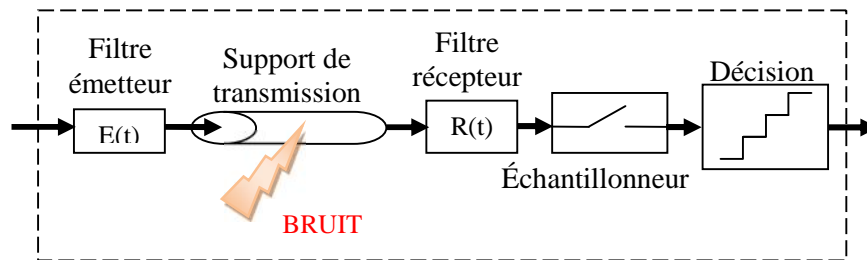 Filtre
émetteur
Support de
transmission
Filtre
récepteur
Décision
E(t)
R(t)
Échantillonneur
BRUIT